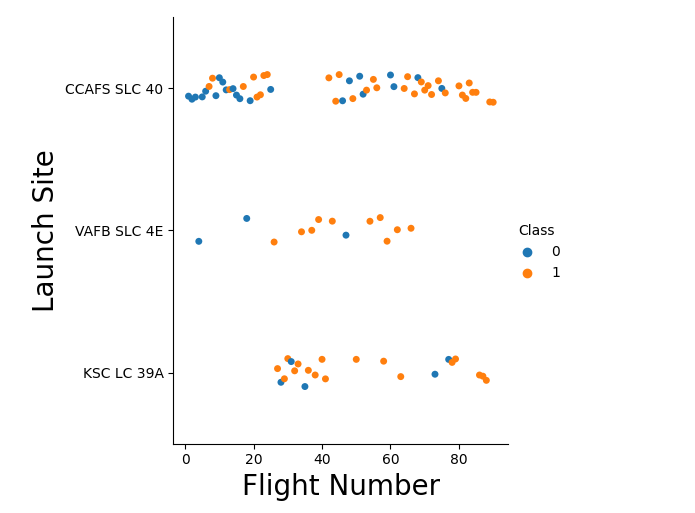 CCAFS SLC 40
VAFB SLC 4E
KSC LC 39A
Launch Site
0 20 40 60 80
Flight Number
Class
0
1